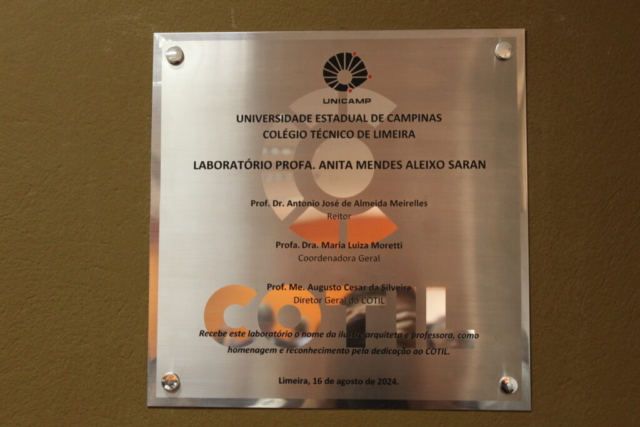 UNICAMP
UNIVERSIDADE ESTADUAL DE CAMPINAS
COLÉGIO TÉCNICO DE LIMEIRA
LABORATÓRIO PROFA. ANITA MENDES ALEIXO SARAN
Prof. Dr. Antonio José de Almeida Meirelles
Reitor
Profa. Dra. Maria Luiza Moretti
Coordenadora Geral
Prof. Me. Augusto Cesar da Silveira
Diretor Geral do COTIL
COTIL
Recebe este laboratório o nome da ilustre arquiteta e professora, como
homenagem e reconhecimento pela dedicação ao COTIL.
Limeira, 16 de agosto de 2024.